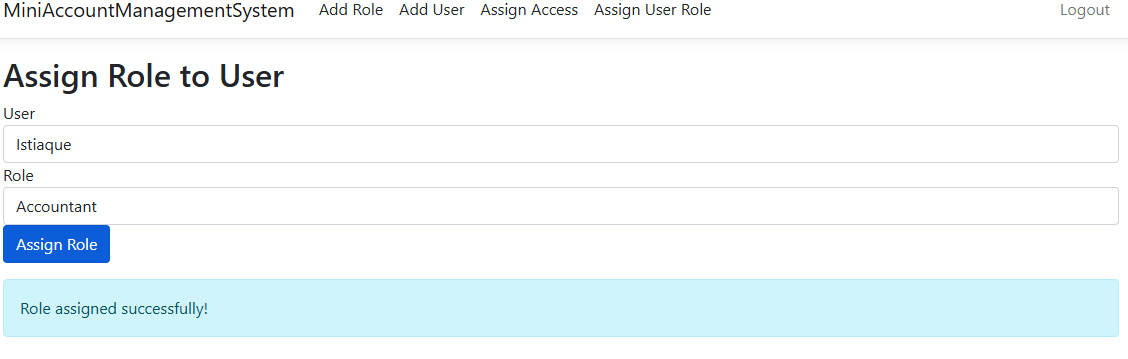 MiniAccountManagementSystem Add Role Add User Assign Access Assign User Role Logout
Assign Role to User
User
Istiaque
Role
Accountant
Assign Role
Role assigned successfully!